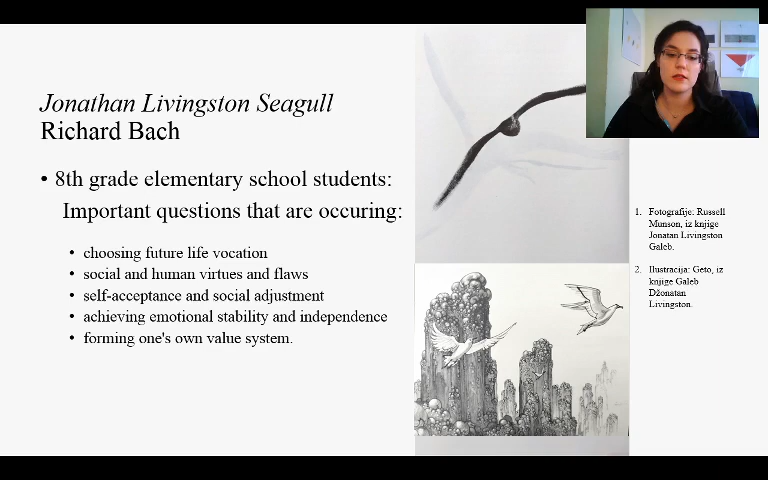 Jonathan Livingston Seagull
Richard Bach
• 8th grade elementary school students:
Important questions that are occuring:
• choosing future life vocation
• social and human virtues and flaws
• self-acceptance and social adjustment
• achieving emotional stability and independence
• forming one's own value system.
1. Fotografije: Russell
Munson, iz knjige
Jonatan Livingston
Galeb.
2. Ilustracija: Geto, iz
knjige Galeb
Džonatan
Livingston.